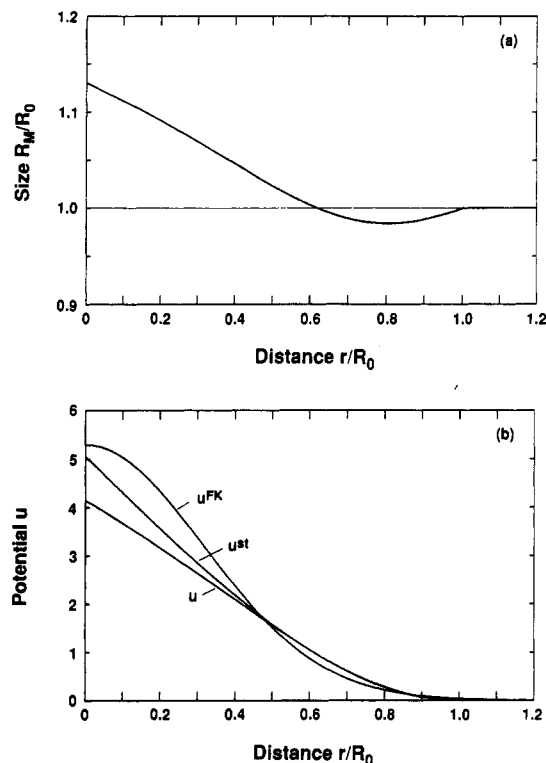 1.2
(a)
1.1
1.0
0.9
Size R_M/R_0
0 0.2 0.4 0.6 0.8 1.0 1.2
Distance r/R_0
6
(b)
5
u^FK
4
u^st
3
u
2
1
0
Potential u
0 0.2 0.4 0.6 0.8 1.0 1.2
Distance r/R_0